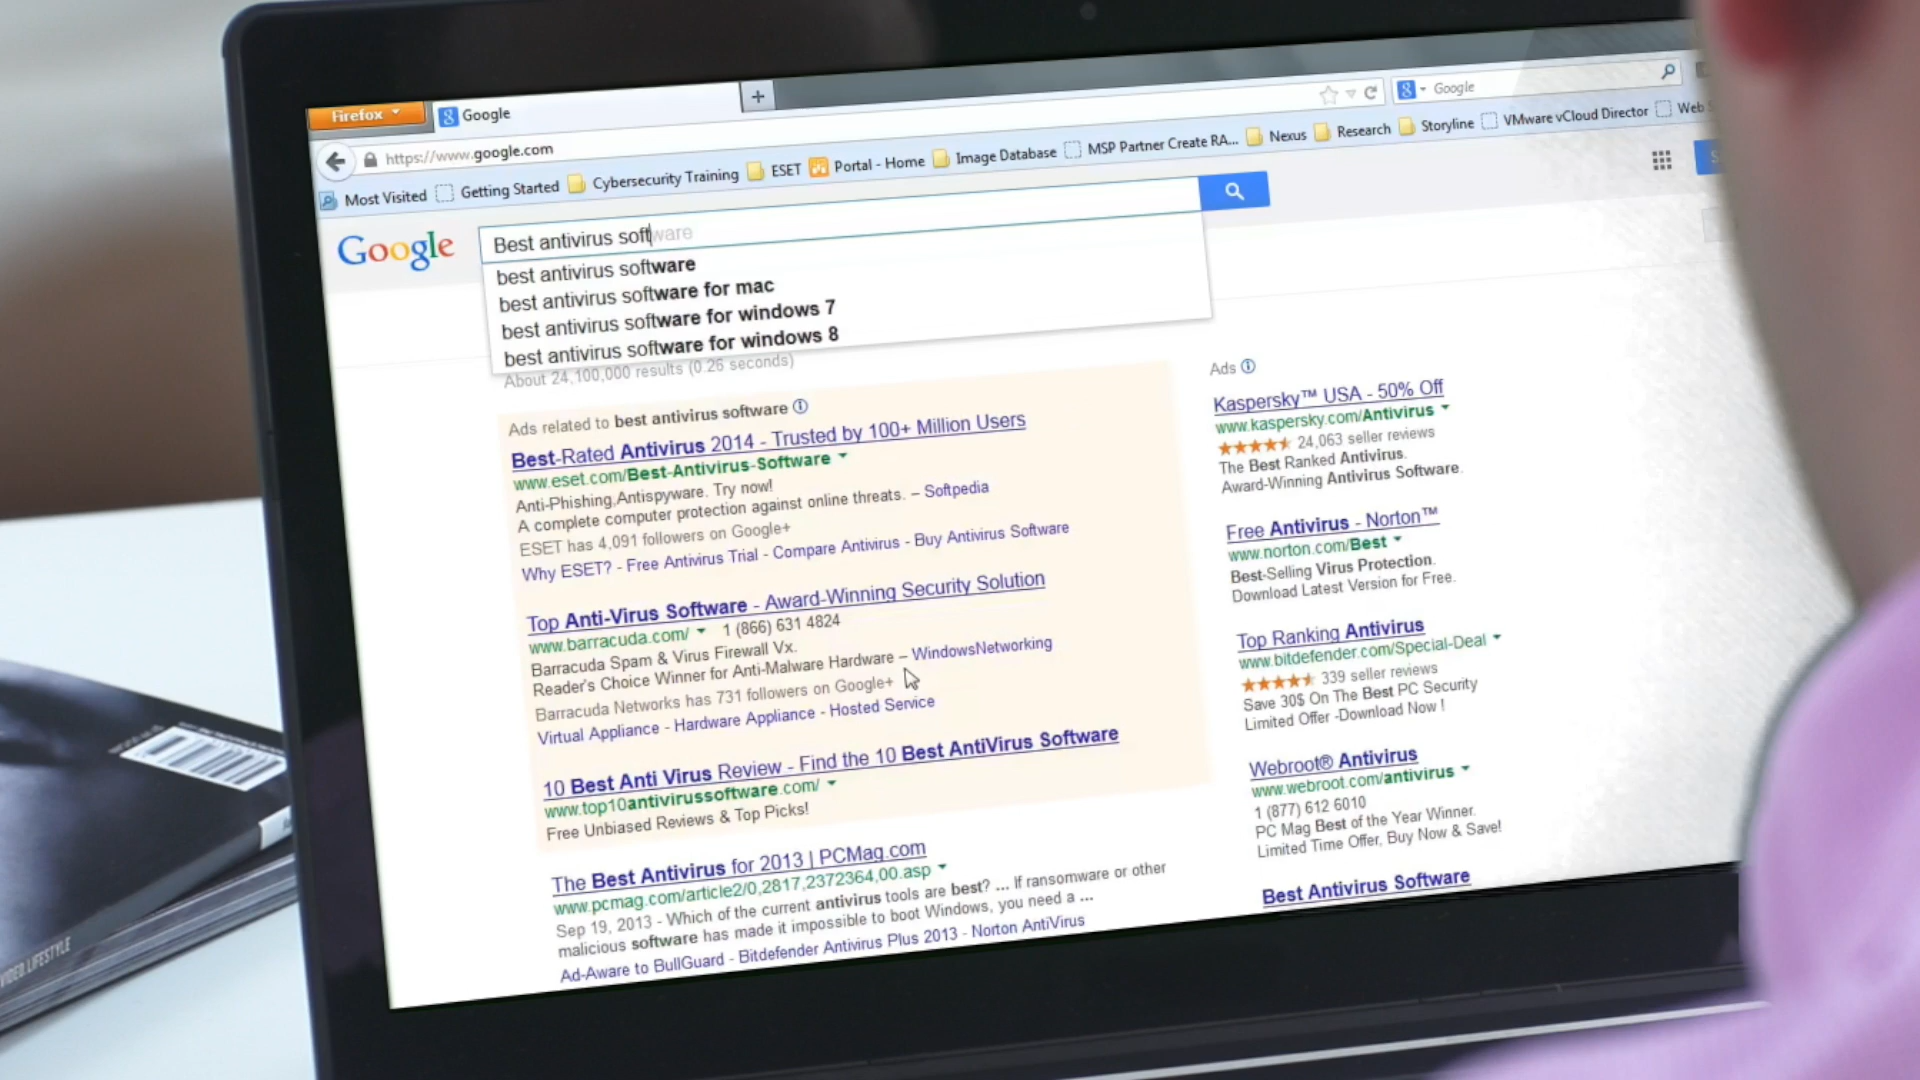 Firefox
Google
https://www.google.com
Google
Most Visited Getting Started Cybersecurity Training ESET Portal - Home Image Database MSP Partner Create RA... Nexus Research Storyline VMware vCloud Director Web
Google
Best antivirus software
best antivirus software
best antivirus software for mac
best antivirus software for windows 7
best antivirus software for windows 8
About 24,100,000 results (0.26 seconds)
Ads related to best antivirus software
Best-Rated Antivirus 2014 - Trusted by 100+ Million Users
www.eset.com/Best-Antivirus-Software
Anti-Phishing,Antispyware. Try now!
A complete computer protection against online threats. – Softpedia
ESET has 4,091 followers on Google+
Why ESET? - Free Antivirus Trial - Compare Antivirus - Buy Antivirus Software
Top Anti-Virus Software - Award-Winning Security Solution
www.barracuda.com/ 1 (866) 631 4824
Barracuda Spam & Virus Firewall Vx.
Reader's Choice Winner for Anti-Malware Hardware – WindowsNetworking
Barracuda Networks has 731 followers on Google+
Virtual Appliance - Hardware Appliance - Hosted Service
10 Best Anti Virus Review - Find the 10 Best AntiVirus Software
www.top10antivirussoftware.com/
Free Unbiased Reviews & Top Picks!
The Best Antivirus for 2013 | PCMag.com
www.pcmag.com/article2/0,2817,2372364,00.asp
Sep 19, 2013 - Which of the current antivirus tools are best? ... If ransomware or other
malicious software has made it impossible to boot Windows, you need a ...
Ad-Aware to BullGuard - Bitdefender Antivirus Plus 2013 - Norton AntiVirus
Ads
Kaspersky™ USA - 50% Off
www.kaspersky.com/Antivirus
24,063 seller reviews
The Best Ranked Antivirus.
Award-Winning Antivirus Software.
Free Antivirus - Norton™
www.norton.com/Best
Best-Selling Virus Protection.
Download Latest Version for Free.
Top Ranking Antivirus
www.bitdefender.com/Special-Deal
339 seller reviews
Save 30$ On The Best PC Security
Limited Offer -Download Now !
Webroot® Antivirus
www.webroot.com/antivirus
1 (877) 612 6010
PC Mag Best of the Year Winner.
Limited Time Offer, Buy Now & Save!
Best Antivirus Software
VIDEO.LIFESTYLE